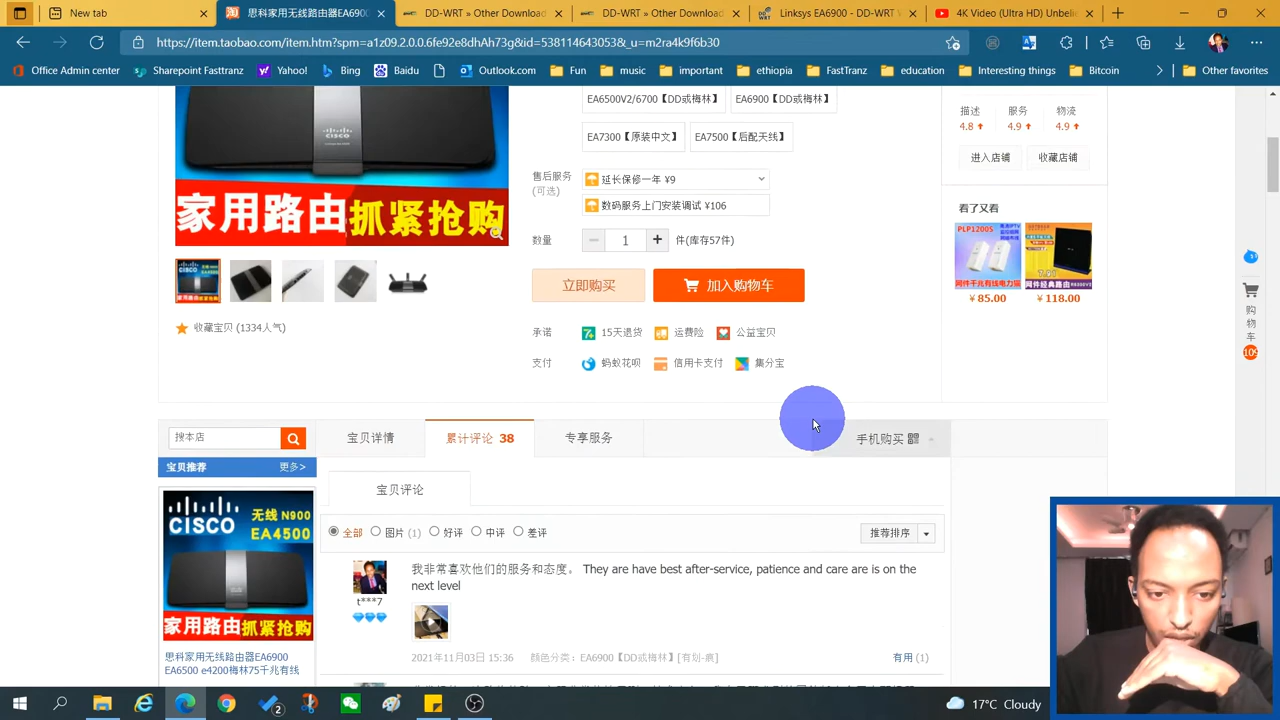 New tab
思科家用无线路由器EA6900
DD-WRT » Other Download
DD-WRT » Other Download
Linksys EA6900 - DD-WRT W
4K Video (Ultra HD) Unbelie
https://item.taobao.com/item.htm?spm=a1z09.2.0.0.6fe92e8dhAh73g&id=538114643053&_u=m2ra4k9f6b30
Office Admin center
Sharepoint Fasttranz
Yahoo!
Bing
Baidu
Outlook.com
Fun
music
important
ethiopia
FastTranz
education
Interesting things
Bitcoin
Other favorites
EA6500V2/6700【DD或梅林】
EA6900【DD或梅林】
EA7300【原装中文】
EA7500【后配天线】
描述 服务 物流
4.8 4.9 4.9
进入店铺
收藏店铺
cisco
家用路由抓紧抢购
售后服务
(可选)
延长保修一年 ¥9
数码服务上门安装调试 ¥106
数量
1
件(库存57件)
立即购买
加入购物车
看了又看
PLP1200S
网件千兆有线电力猫
¥ 85.00
¥ 118.00
收藏宝贝 (1334人气)
承诺
15天退货
运费险
公益宝贝
支付
蚂蚁花呗
信用卡支付
集分宝
购
物
车
109
搜本店
宝贝详情
累计评论 38
专享服务
手机购买
宝贝推荐
更多>
宝贝评论
CISCO
无线 N900
EA4500
家用路由抓紧抢购
思科家用无线路由器EA6900
EA6500 e4200梅林75千兆有线
全部
图片 (1)
好评
中评
差评
推荐排序
我非常喜欢他们的服务和态度。 They are have best after-service, patience and care are is on the
next level
t***7
2021年11月03日 15:36
颜色分类：EA6900【DD或梅林】[有划-痕]
有用 (1)
2
17°C Cloudy